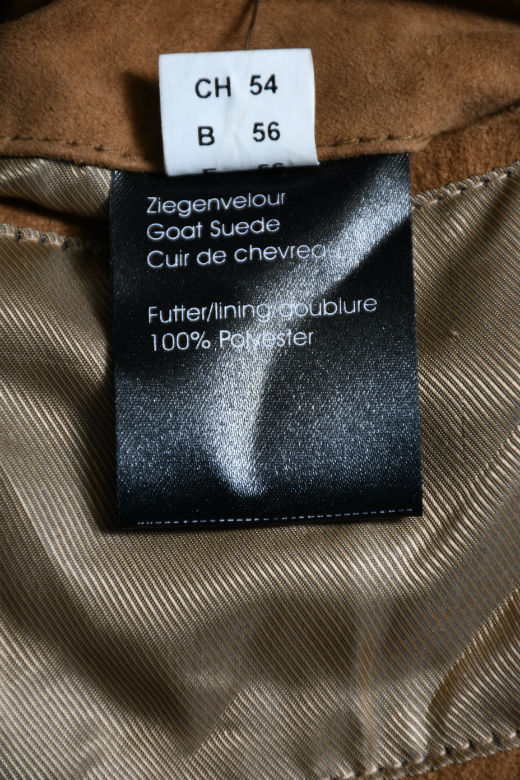 CH 54
B 56
Ziegenvelour
Goat Suede
Cuir de chevreau
Futter/lining/doublure
100% Polyester